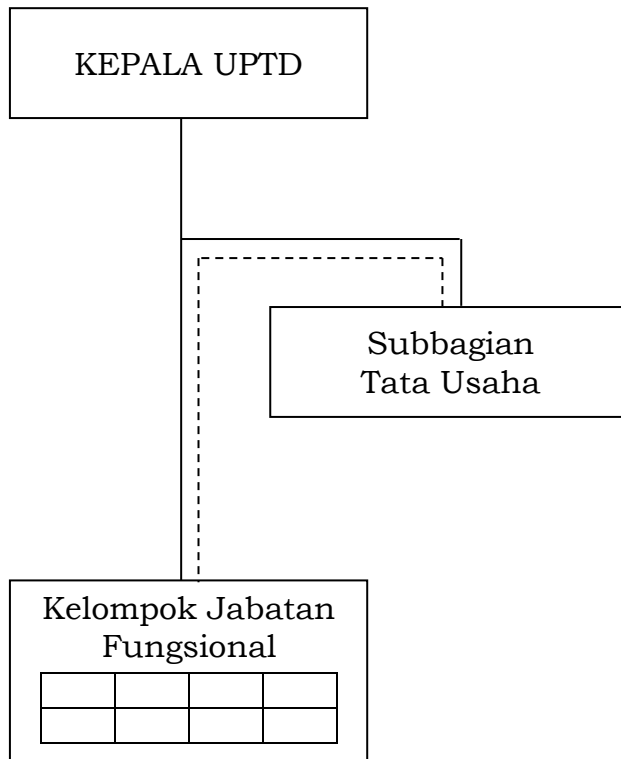 KEPALA UPTD
Subbagian
Tata Usaha
Kelompok Jabatan
Fungsional